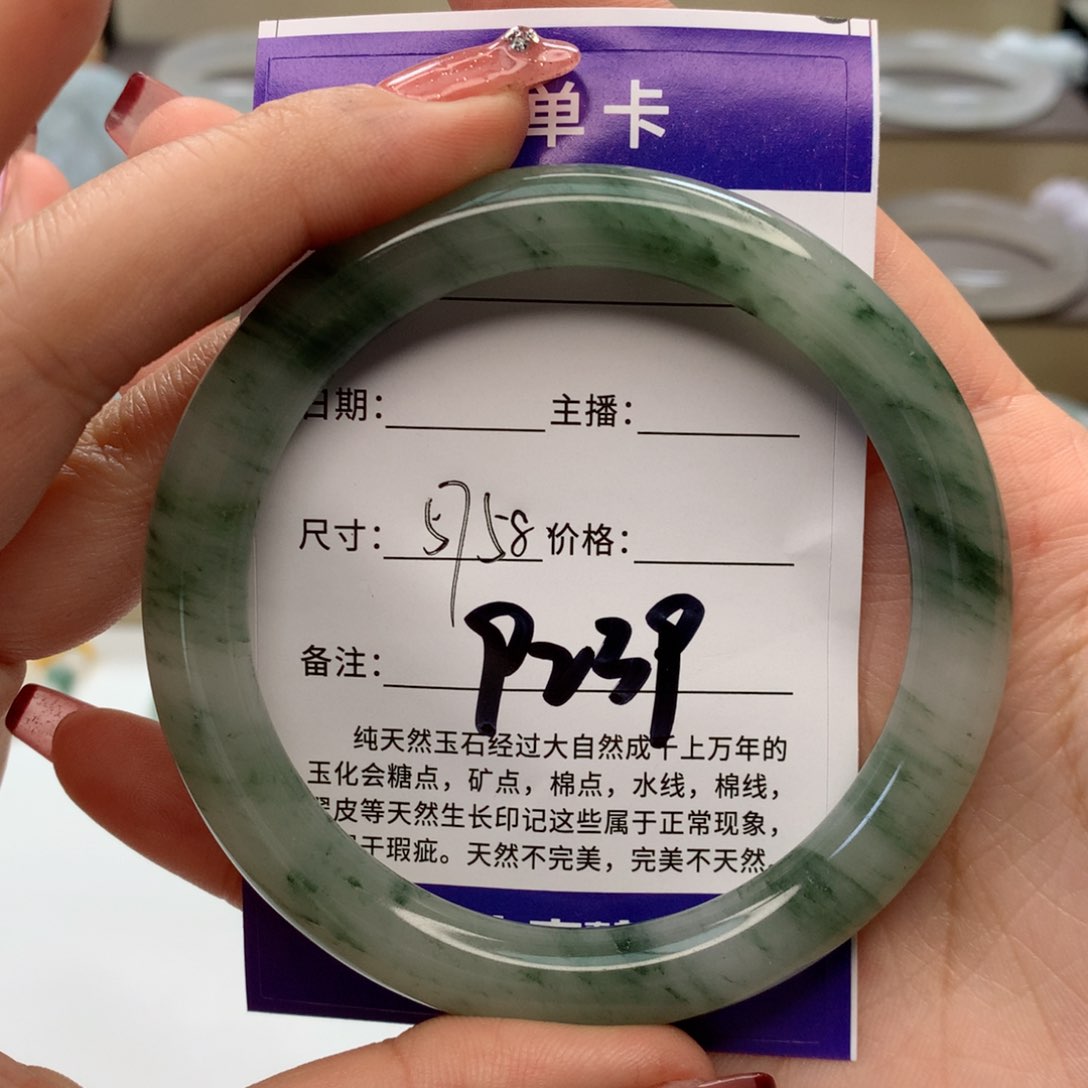 单卡
日期： 主播：
尺寸：5758 价格：
备注：P239
纯天然玉石经过大自然成千上万年的
玉化会糖点，矿点，棉点，水线，棉线，
皮等天然生长印记这些属于正常现象，
于瑕疵。天然不完美，完美不天然。